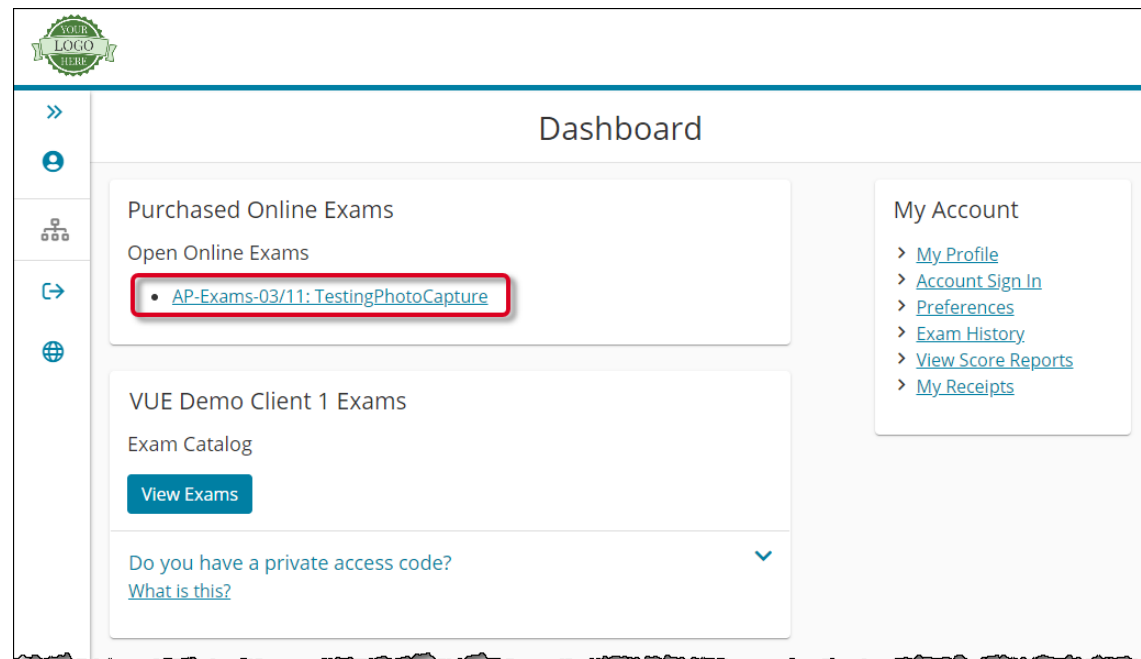 YOUR
LOGO
HERE
Dashboard
Purchased Online Exams
Open Online Exams
AP-Exams-03/11: TestingPhotoCapture
VUE Demo Client 1 Exams
Exam Catalog
View Exams
Do you have a private access code?
What is this?
My Account
My Profile
Account Sign In
Preferences
Exam History
View Score Reports
My Receipts